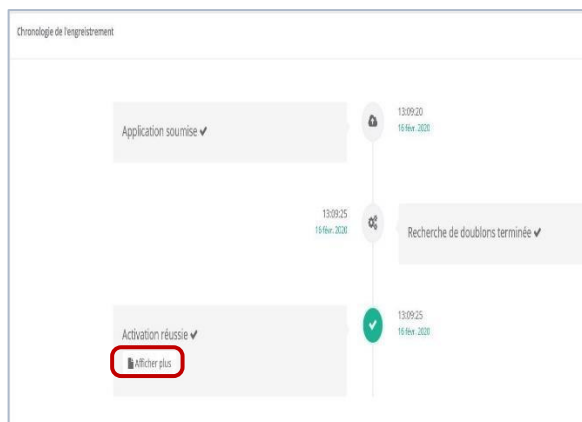 Chronologie de l'engreistrement
Application soumise ✔
13:09:20
16 févr. 2020
13:09:25
16 févr. 2020
Recherche de doublons terminée ✔
Activation réussie ✔
Afficher plus
13:09:25
16 févr. 2020